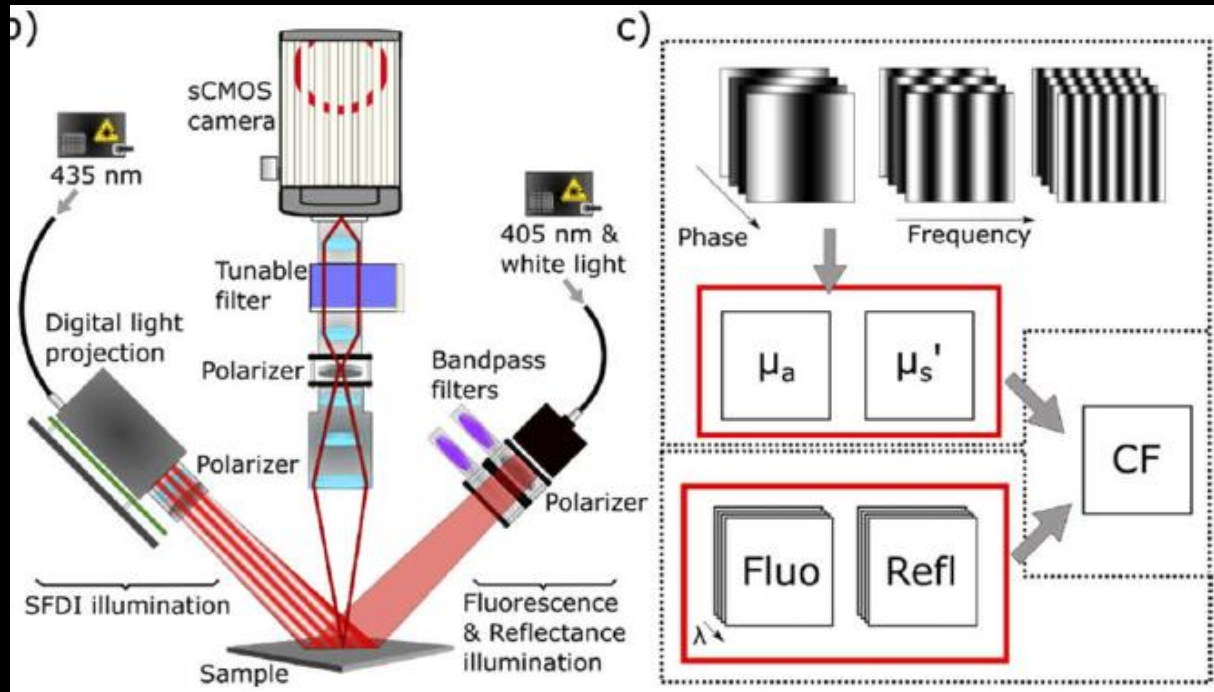 b)
sCMOS
camera
435 nm
405 nm &
white light
Tunable
filter
Digital light
projection
Polarizer
Bandpass
filters
Polarizer
Polarizer
SFDI illumination
Fluorescence
& Reflectance
illumination
Sample
c)
Phase
Frequency
μa
μs'
CF
Fluo
Refl
λ